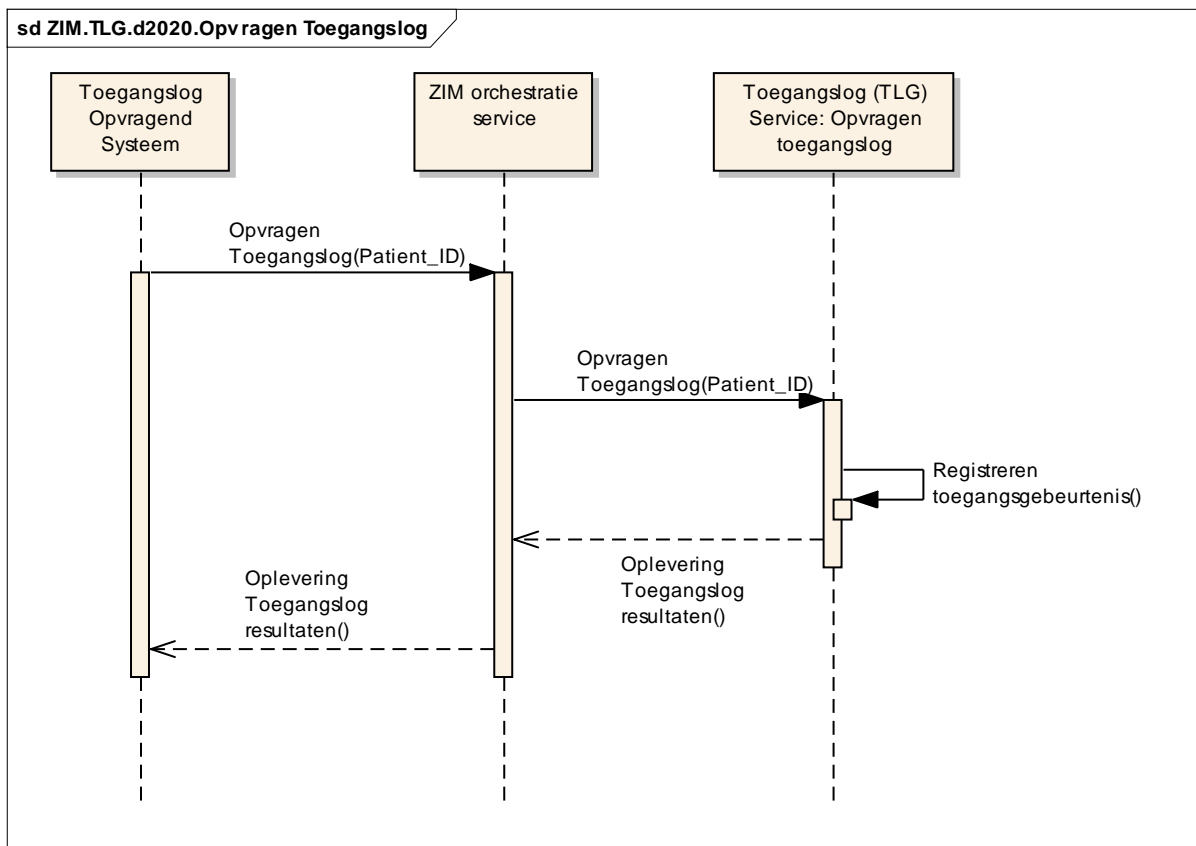 sd ZIM.TLG.d2020.Opvragen Toegangslog
Toegangslog
Opvragend
Systeem
ZIM orchestratie
service
Toegangslog (TLG)
Service: Opvragen
toegangslog
Opvragen
Toegangslog(Patient_ID)
Opvragen
Toegangslog(Patient_ID)
Registreren
toegangsgebeurtenis()
Oplevering
Toegangslog
resultaten()
Oplevering
Toegangslog
resultaten()